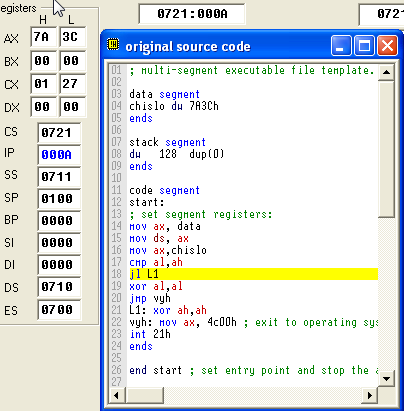 egisters
H L
0721:000A
072
AX 7A 3C
BX 00 00
CX 01 27
DX 00 00
CS 0721
IP 000A
SS 0711
SP 0100
BP 0000
SI 0000
DI 0000
DS 0710
ES 0700
original source code
01 ; multi-segment executable file template.
02
03 data segment
04 chislo dw 7A3Ch
05 ends
06
07 stack segment
08 dw 128 dup(0)
09 ends
10
11 code segment
12 start:
13 ; set segment registers:
14 mov ax, data
15 mov ds, ax
16 mov ax,chislo
17 cmp al,ah
18 jl L1
19 xor al,al
20 jmp vyh
21 L1: xor ah,ah
22 vyh: mov ax, 4c00h ; exit to operating sys
23 int 21h
24 ends
25
26 end start ; set entry point and stop the a
27